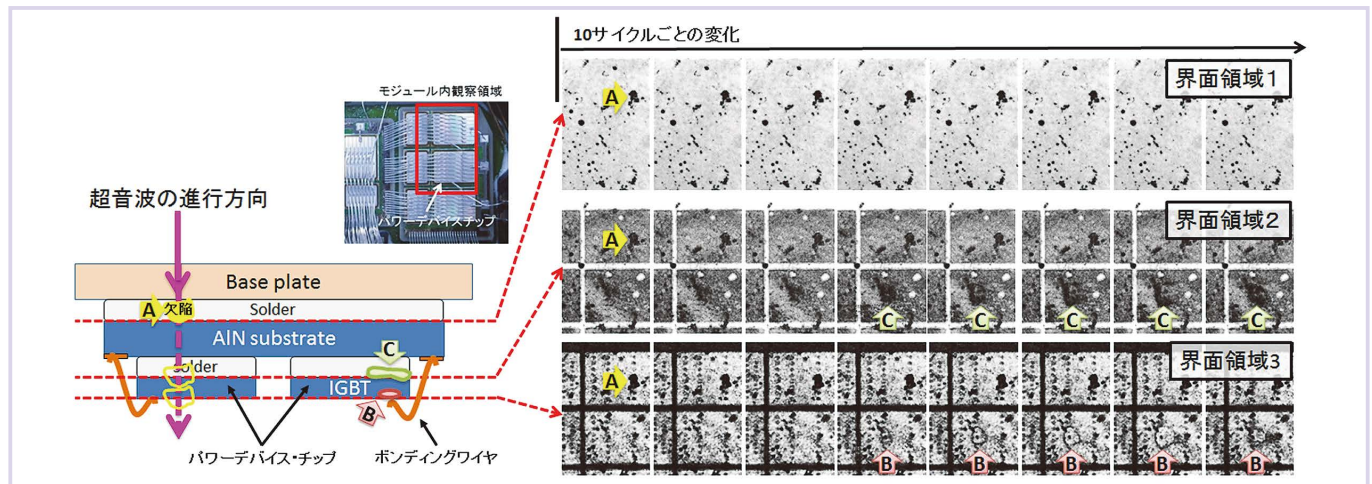 10サイクルごとの変化
モジュール内観察領域
パワーデバイスチップ
超音波の進行方向
Base plate
A 欠陥 Solder
AlN substrate
C
solder
IGBT
B
パワーデバイス・チップ
ボンディングワイヤ
界面領域1
A
界面領域2
A
C C C C C
界面領域3
A
B B B B B